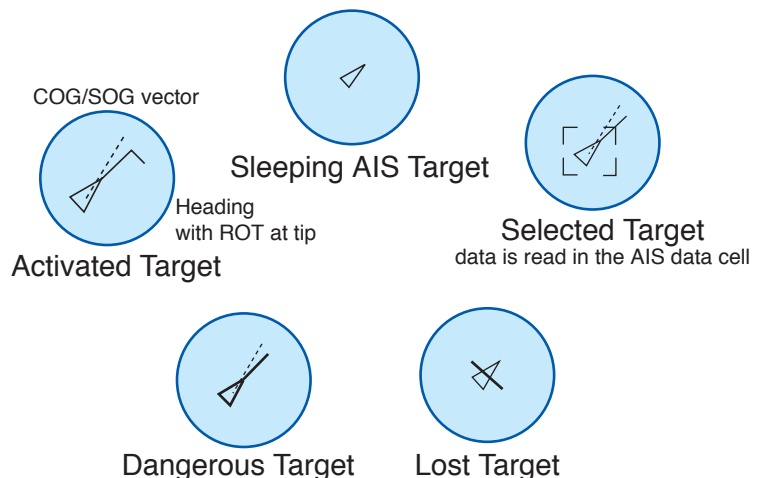 COG/SOG vector
Sleeping AIS Target
Heading
with ROT at tip
Activated Target
Selected Target
data is read in the AIS data cell
Dangerous Target
Lost Target